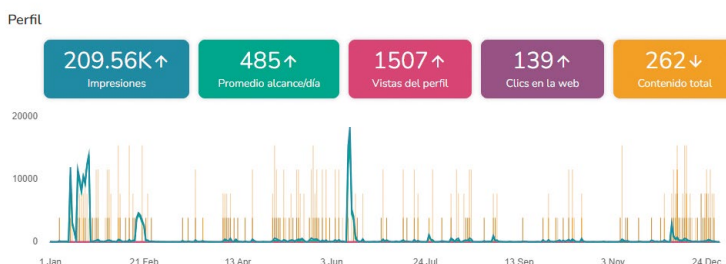 Perfil
209.56K↑ 485↑ 1507↑ 139↑ 262↓
Impresiones Promedio alcance/día Vistas del perfil Clics en la web Contenido total
20000
10000
0
1 Jan 21 Feb 13 Apr 3 Jun 24 Jul 13 Sep 3 Nov 24 Dec